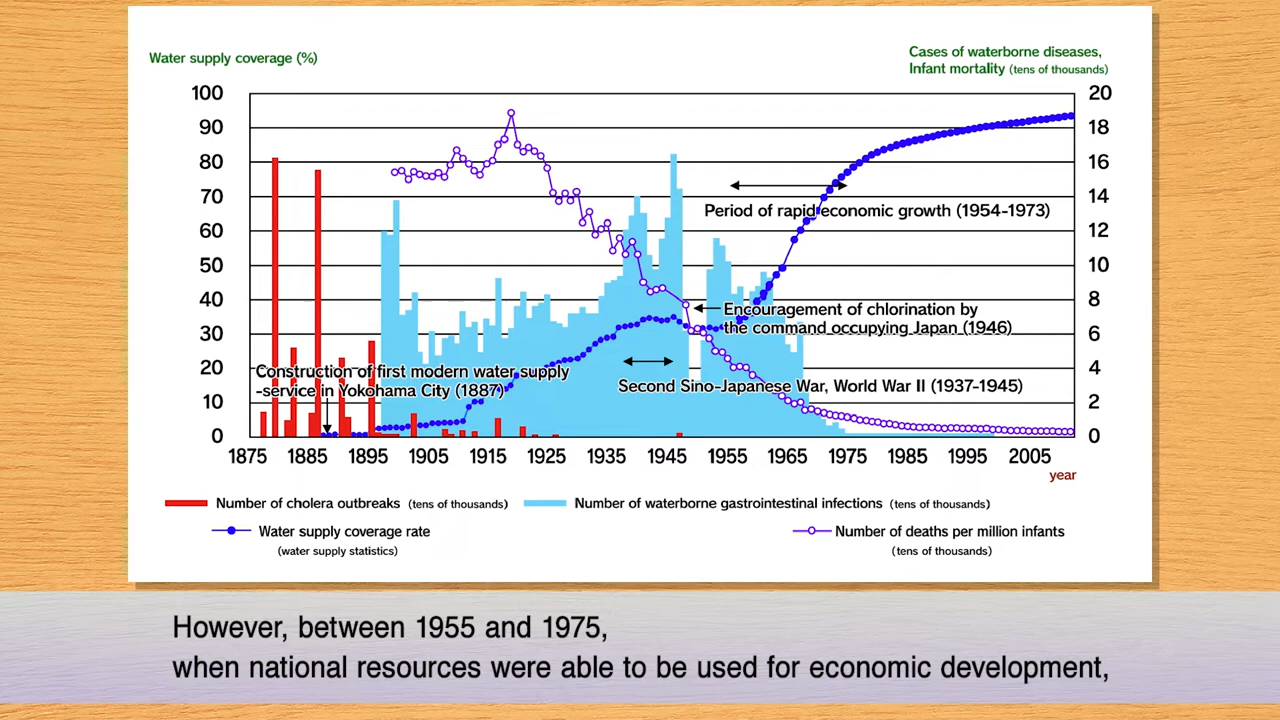 Water supply coverage (%)
Cases of waterborne diseases,
Infant mortality (tens of thousands)
100
90
80
70
60
50
40
30
20
10
0
20
18
16
14
12
10
8
6
4
2
0
Period of rapid economic growth (1954-1973)
Encouragement of chlorination by
the command occupying Japan (1946)
Construction of first modern water supply
-service in Yokohama City (1887)
Second Sino-Japanese War, World War II (1937-1945)
1875 1885 1895 1905 1915 1925 1935 1945 1955 1965 1975 1985 1995 2005
year
Number of cholera outbreaks (tens of thousands)
Number of waterborne gastrointestinal infections (tens of thousands)
Water supply coverage rate
(water supply statistics)
Number of deaths per million infants
(tens of thousands)
However, between 1955 and 1975,
when national resources were able to be used for economic development,